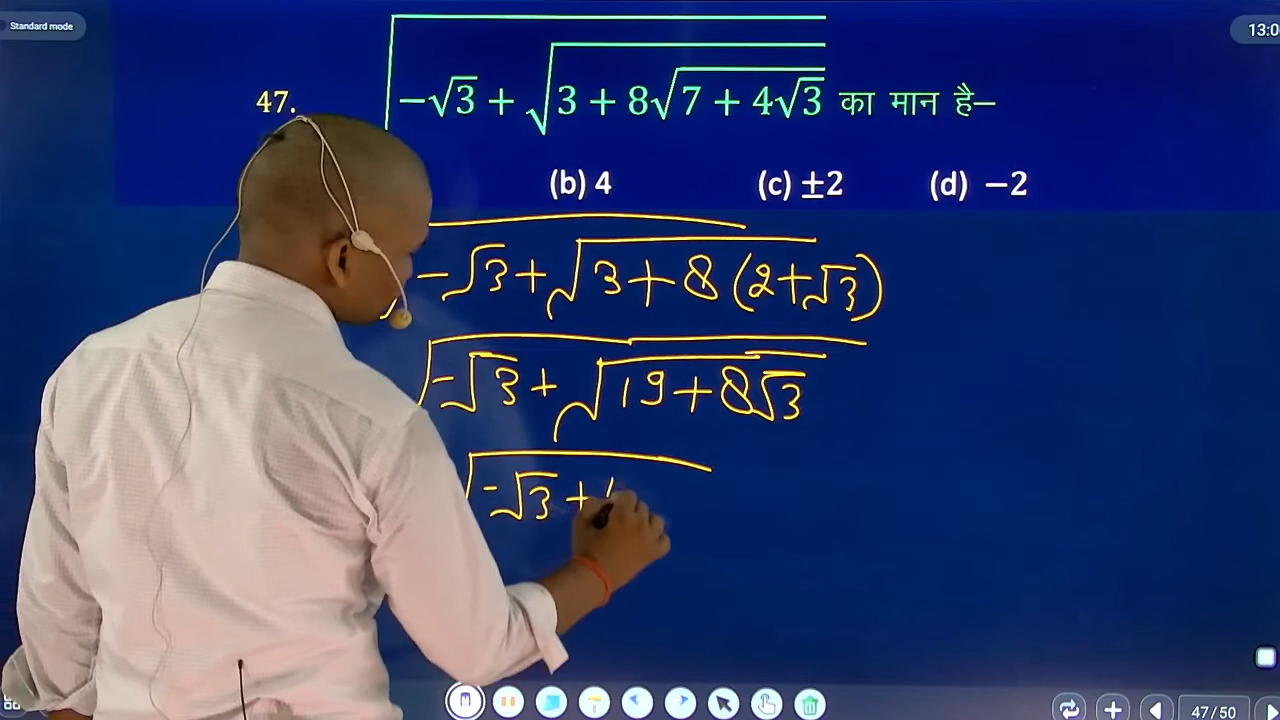 Standard mode
13:0
47. √(-√3 + √(3 + 8√(7 + 4√3))) का मान है–
(b) 4 (c) ±2 (d) −2
-√3 + √(3 + 8(2+√3))
√(-√3 + √(19 + 8√3))
√(-√3 +
47/50